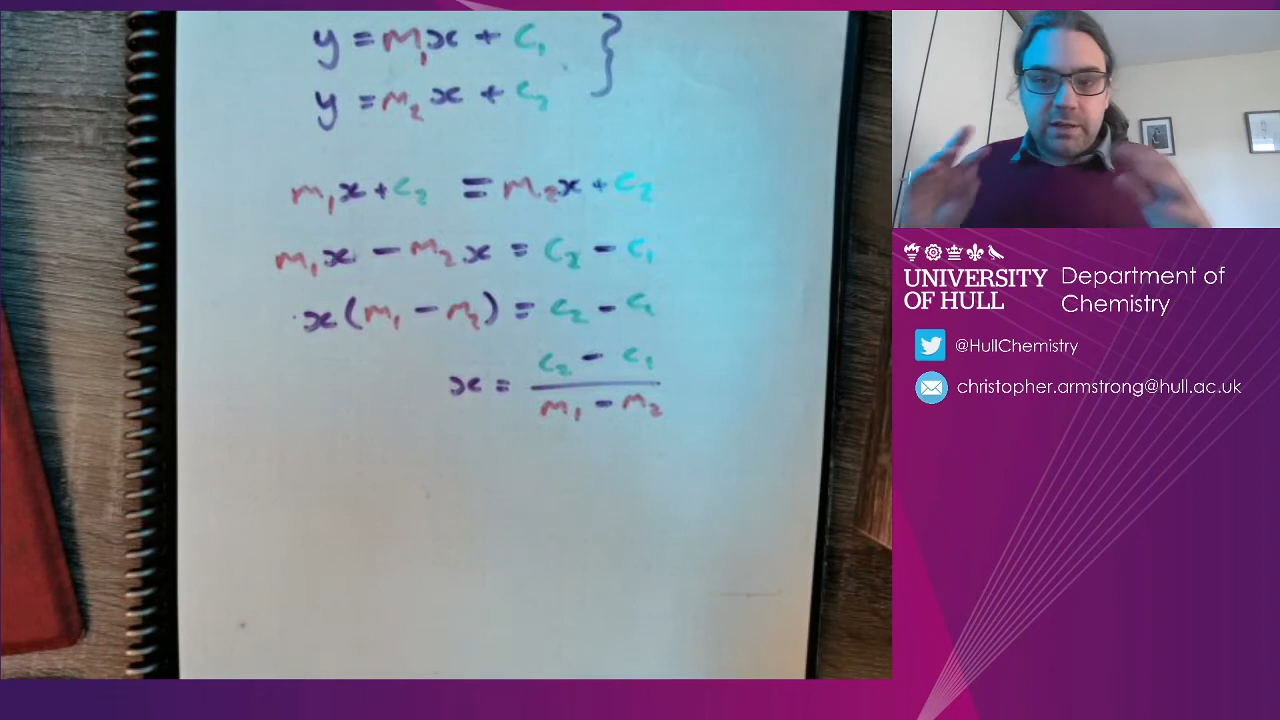 y = m₁x + c₁ }
y = m₂x + c₂
m₁x + c₂ = m₂x + c₂
m₁x - m₂x = c₂ - c₁
x(m₁ - m₂) = c₂ - c₁
x = (c₂ - c₁) / (m₁ - m₂)
UNIVERSITY
OF HULL
Department of
Chemistry
@HullChemistry
christopher.armstrong@hull.ac.uk